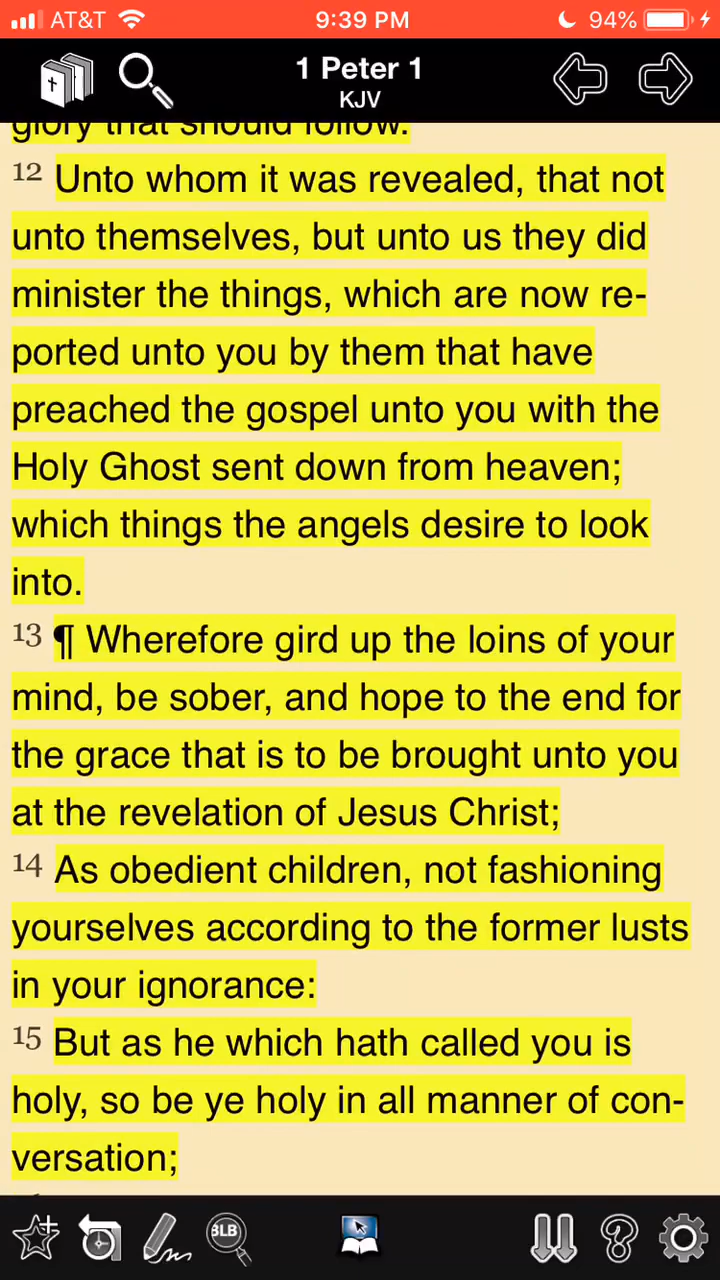 AT&T 9:39 PM 94%
1 Peter 1
KJV
glory that should follow.
12 Unto whom it was revealed, that not
unto themselves, but unto us they did
minister the things, which are now re-
ported unto you by them that have
preached the gospel unto you with the
Holy Ghost sent down from heaven;
which things the angels desire to look
into.
13 ¶ Wherefore gird up the loins of your
mind, be sober, and hope to the end for
the grace that is to be brought unto you
at the revelation of Jesus Christ;
14 As obedient children, not fashioning
yourselves according to the former lusts
in your ignorance:
15 But as he which hath called you is
holy, so be ye holy in all manner of con-
versation;
BLB